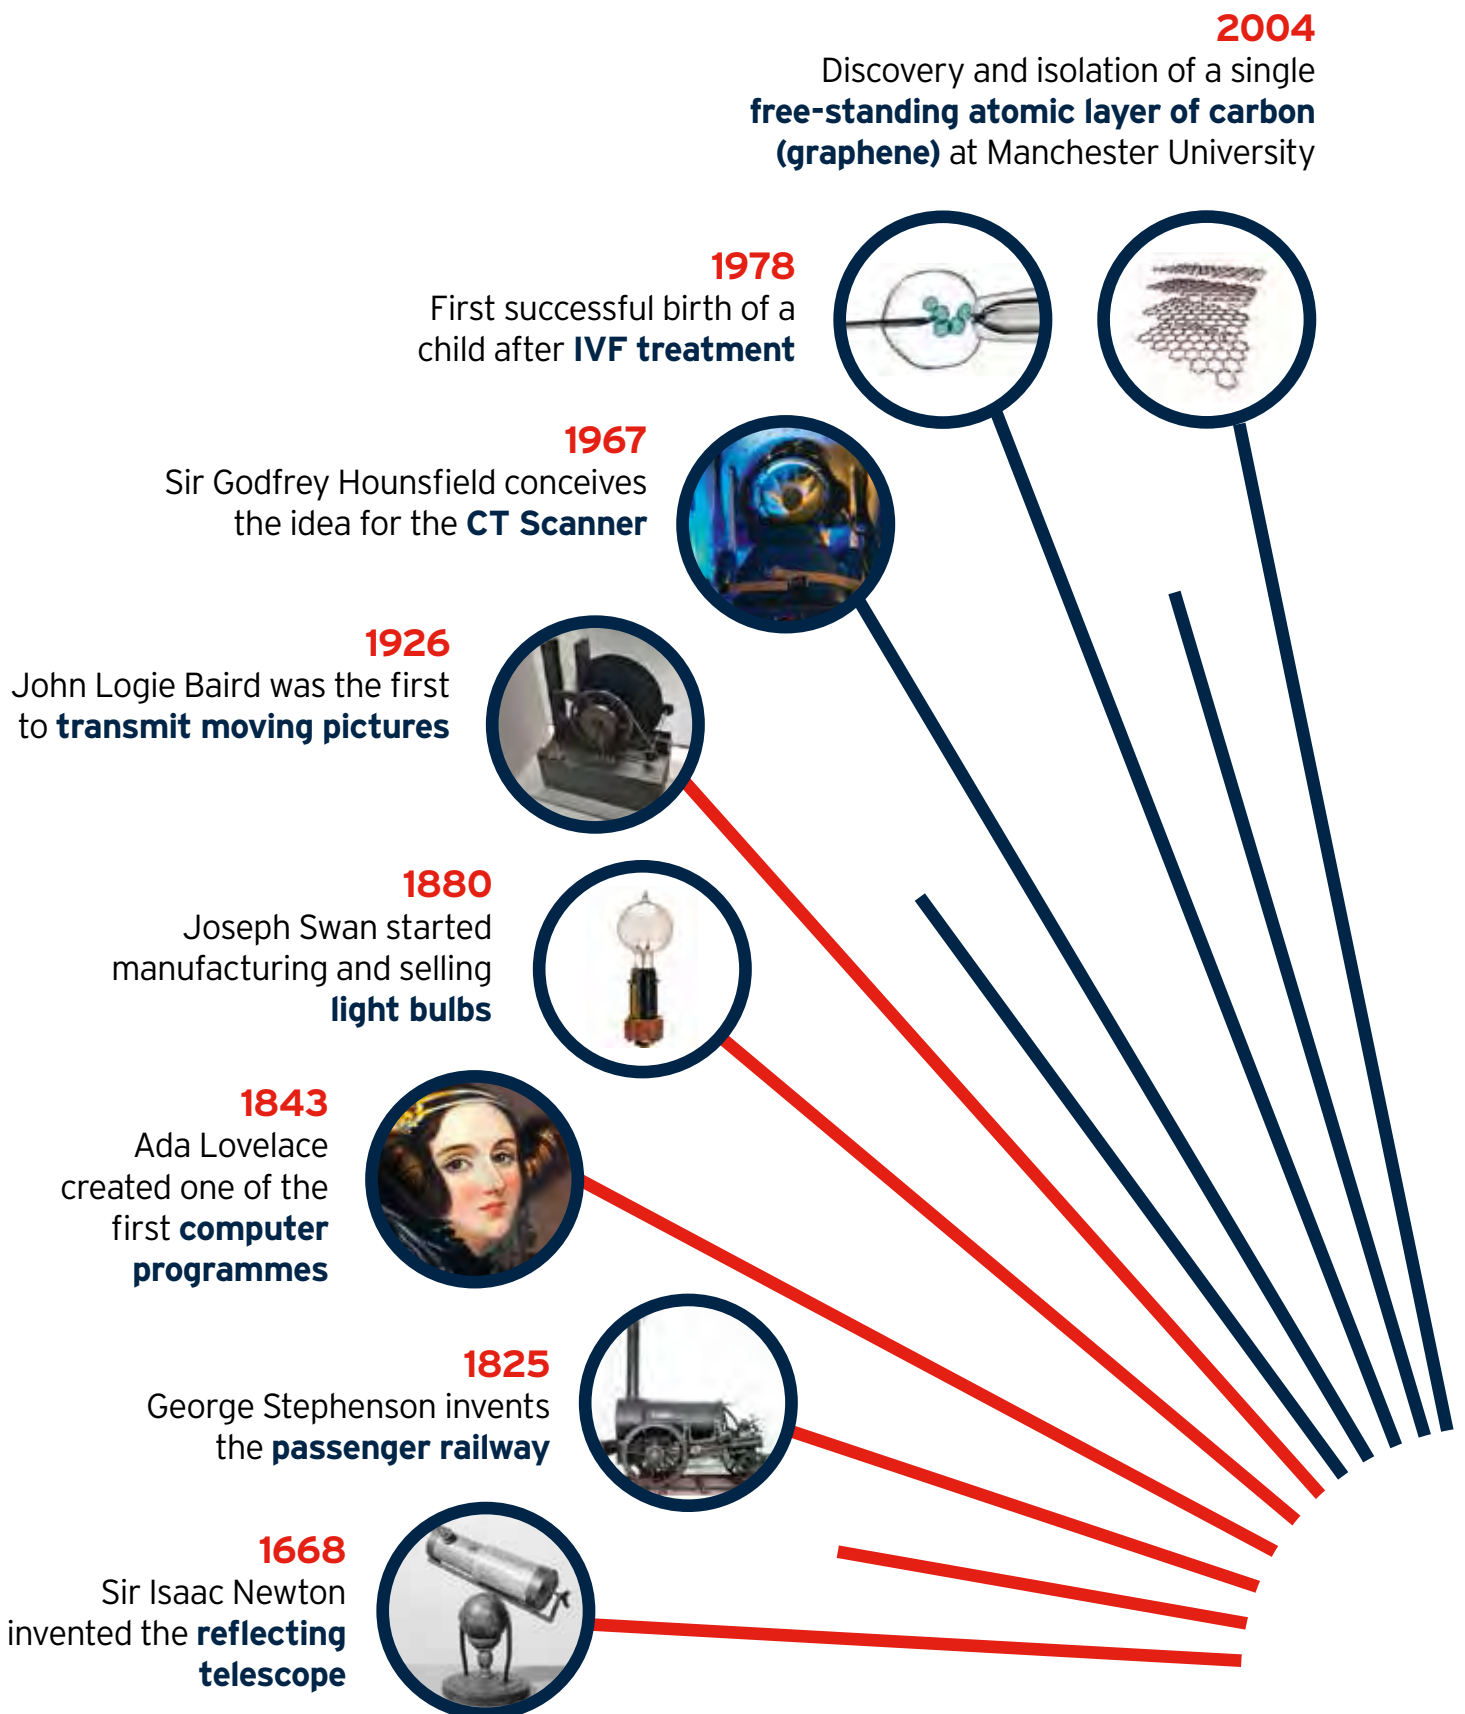 2004
Discovery and isolation of a single
free-standing atomic layer of carbon
(graphene) at Manchester University
1978
First successful birth of a
child after IVF treatment
1967
Sir Godfrey Hounsfield conceives
the idea for the CT Scanner
1926
John Logie Baird was the first
to transmit moving pictures
1880
Joseph Swan started
manufacturing and selling
light bulbs
1843
Ada Lovelace
created one of the
first computer
programmes
1825
George Stephenson invents
the passenger railway
1668
Sir Isaac Newton
invented the reflecting
telescope